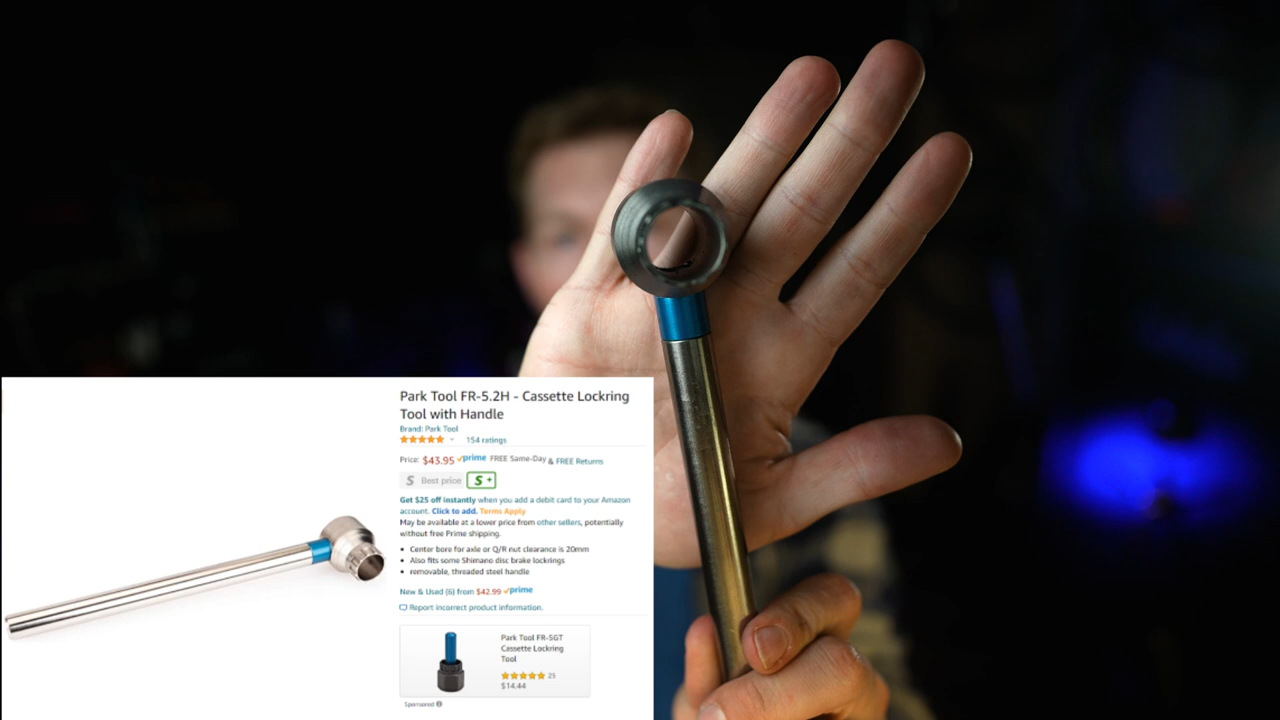 Park Tool FR-5.2H - Cassette Lockring
Tool with Handle
Brand: Park Tool
154 ratings
Price: $43.95 prime FREE Same-Day & FREE Returns
S Best price S +
Get $25 off instantly when you add a debit card to your Amazon
account. Click to add. Terms Apply
May be available at a lower price from other sellers, potentially
without free Prime shipping.
• Center bore for axle or Q/R nut clearance is 20mm
• Also fits some Shimano disc brake lockrings
• removable, threaded steel handle
New & Used (6) from $42.99 prime
Report incorrect product information.
Park Tool FR-5GT
Cassette Lockring
Tool
25
$14.44
Sponsored